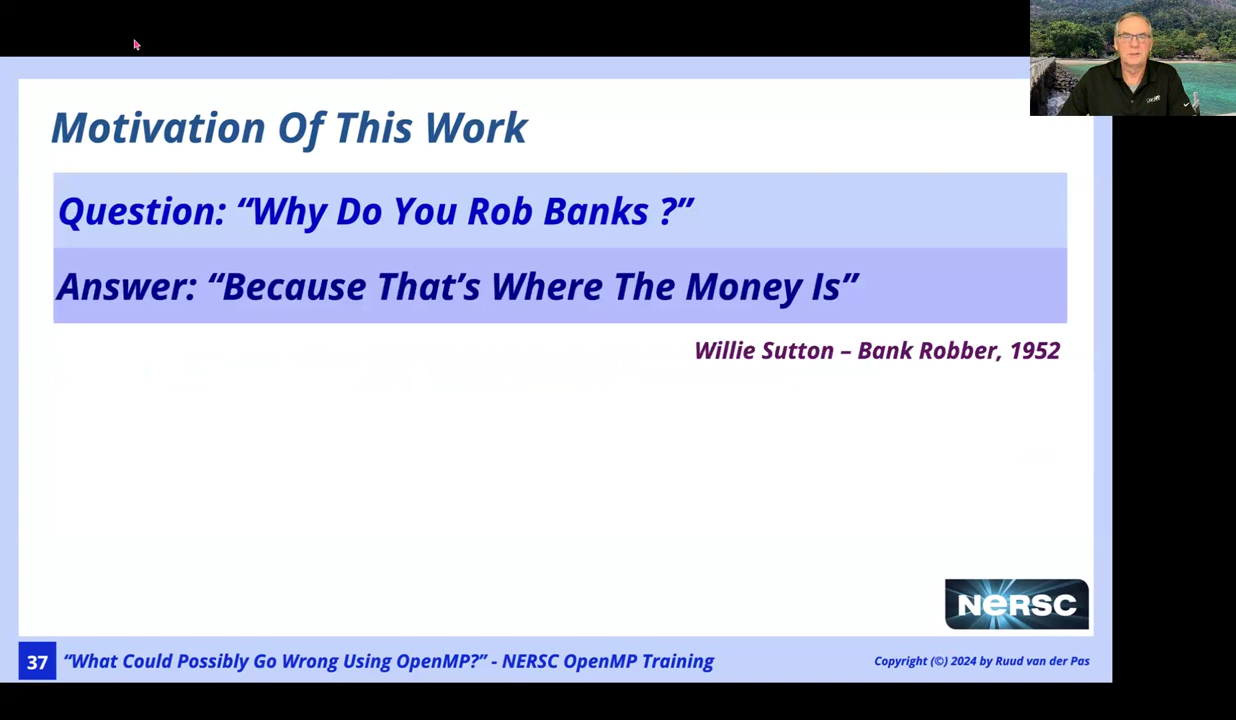 Motivation Of This Work
Question: “Why Do You Rob Banks ?”
Answer: “Because That’s Where The Money Is”
Willie Sutton – Bank Robber, 1952
NeRSC
37 “What Could Possibly Go Wrong Using OpenMP?” - NERSC OpenMP Training Copyright (©) 2024 by Ruud van der Pas